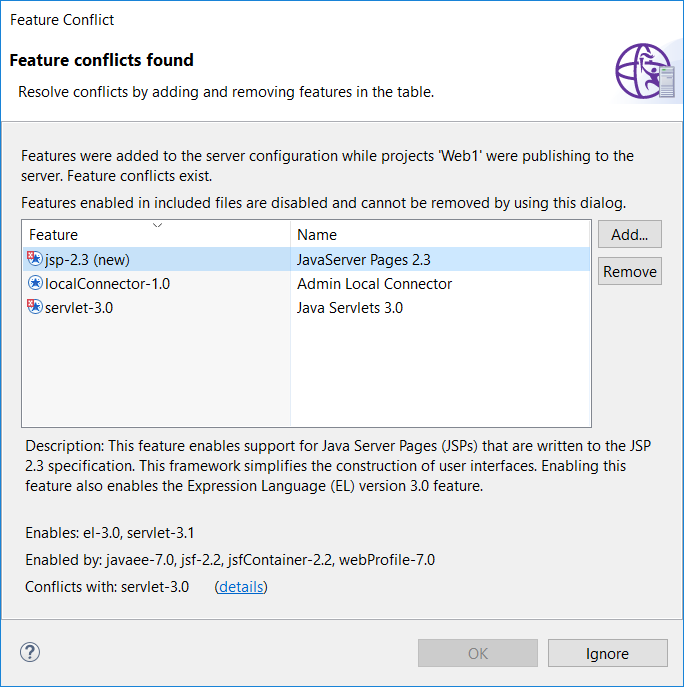 Feature Conflict
Feature conflicts found
Resolve conflicts by adding and removing features in the table.
Features were added to the server configuration while projects 'Web1' were publishing to the
server. Feature conflicts exist.
Features enabled in included files are disabled and cannot be removed by using this dialog.
Feature Name
Add...
jsp-2.3 (new) JavaServer Pages 2.3
Remove
localConnector-1.0 Admin Local Connector
servlet-3.0 Java Servlets 3.0
Description: This feature enables support for Java Server Pages (JSPs) that are written to the JSP
2.3 specification. This framework simplifies the construction of user interfaces. Enabling this
feature also enables the Expression Language (EL) version 3.0 feature.
Enables: el-3.0, servlet-3.1
Enabled by: javaee-7.0, jsf-2.2, jsfContainer-2.2, webProfile-7.0
Conflicts with: servlet-3.0 (details)
?
OK
Ignore